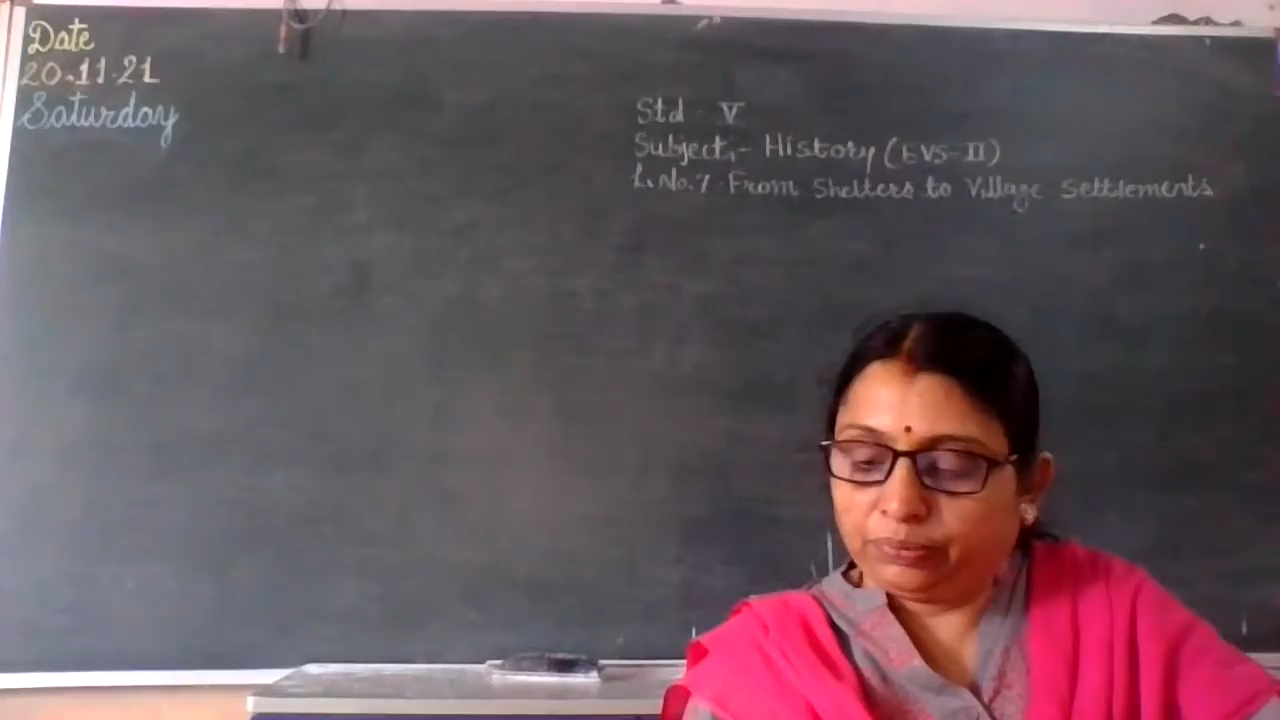 Date
20.11.21
Saturday
Std - V
Subject:- History (EVS-II)
L.No.7. From Shelters to Village Settlements